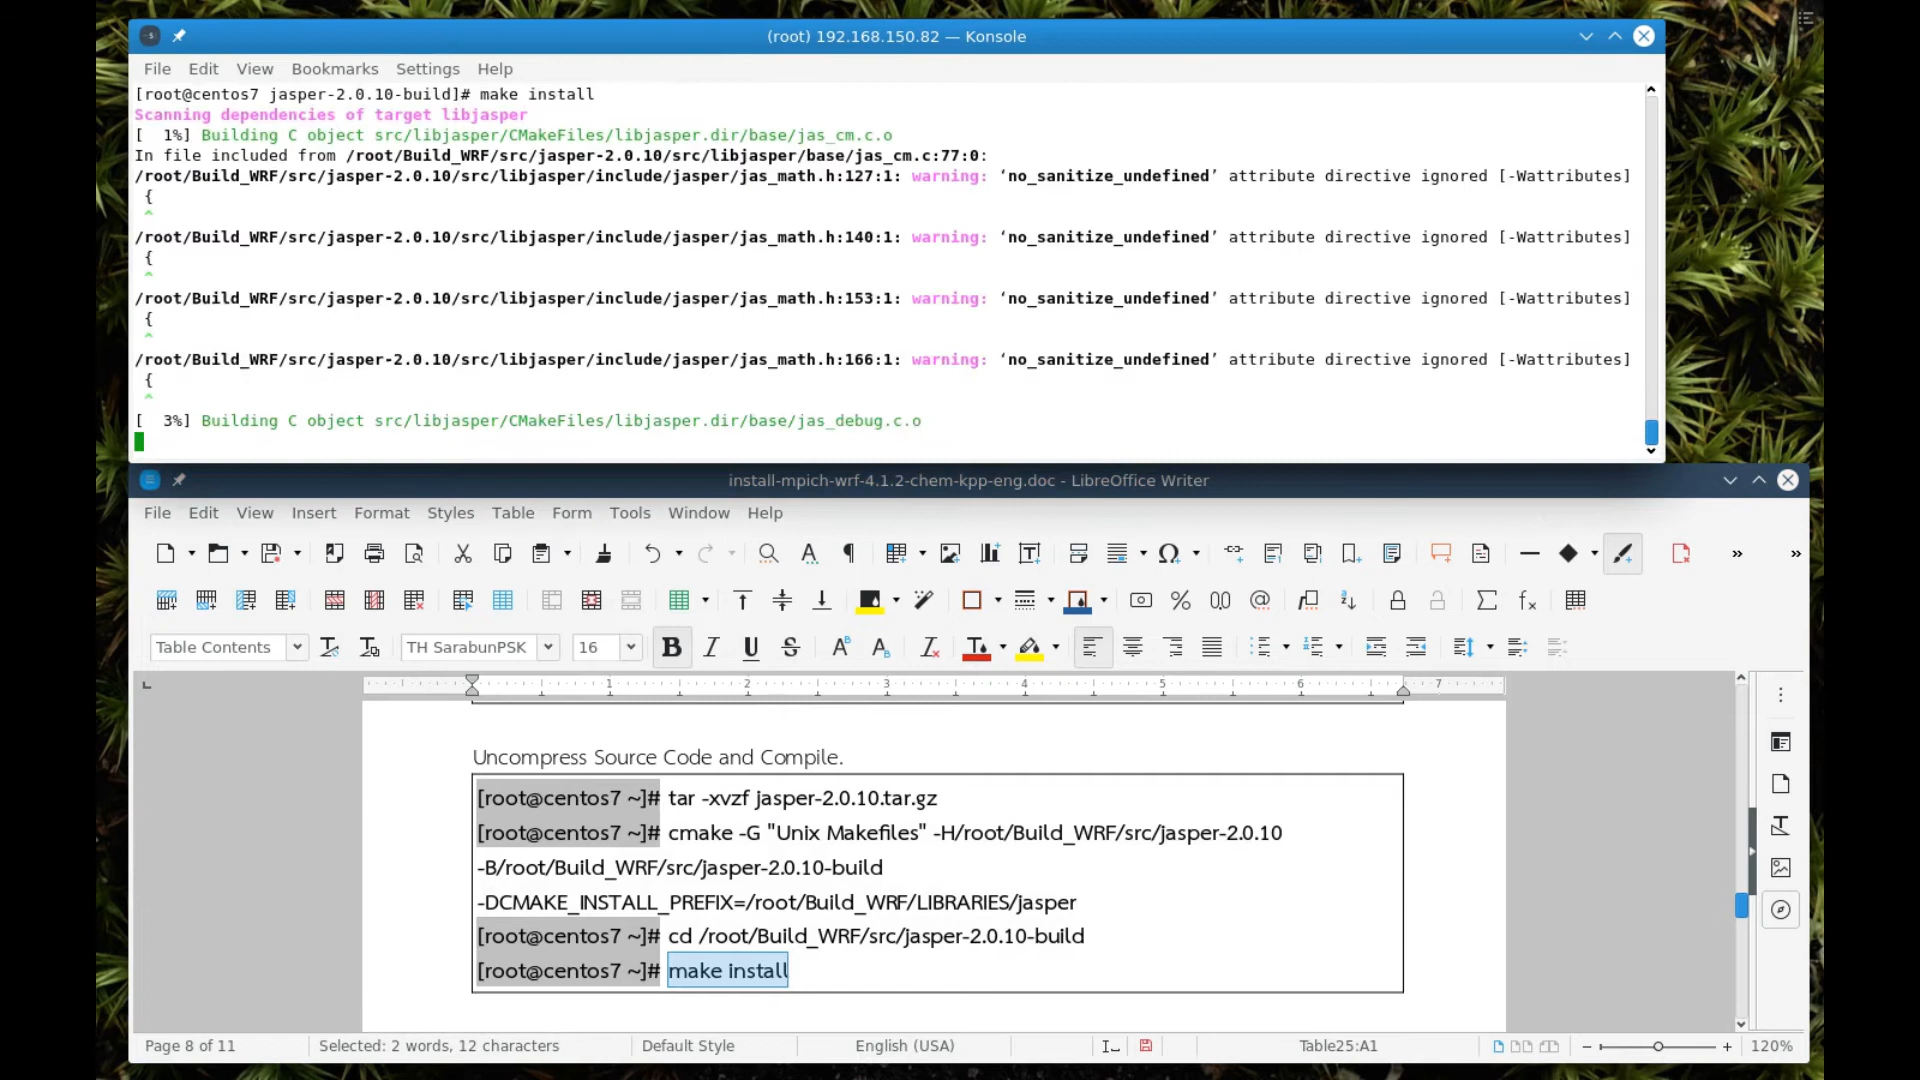 (root) 192.168.150.82 — Konsole
File Edit View Bookmarks Settings Help
[root@centos7 jasper-2.0.10-build]# make install
Scanning dependencies of target libjasper
[  1%] Building C object src/libjasper/CMakeFiles/libjasper.dir/base/jas_cm.c.o
In file included from /root/Build_WRF/src/jasper-2.0.10/src/libjasper/base/jas_cm.c:77:0:
/root/Build_WRF/src/jasper-2.0.10/src/libjasper/include/jasper/jas_math.h:127:1: warning: ‘no_sanitize_undefined’ attribute directive ignored [-Wattributes]
{
^
/root/Build_WRF/src/jasper-2.0.10/src/libjasper/include/jasper/jas_math.h:140:1: warning: ‘no_sanitize_undefined’ attribute directive ignored [-Wattributes]
{
^
/root/Build_WRF/src/jasper-2.0.10/src/libjasper/include/jasper/jas_math.h:153:1: warning: ‘no_sanitize_undefined’ attribute directive ignored [-Wattributes]
{
^
/root/Build_WRF/src/jasper-2.0.10/src/libjasper/include/jasper/jas_math.h:166:1: warning: ‘no_sanitize_undefined’ attribute directive ignored [-Wattributes]
{
^
[  3%] Building C object src/libjasper/CMakeFiles/libjasper.dir/base/jas_debug.c.o
install-mpich-wrf-4.1.2-chem-kpp-eng.doc - LibreOffice Writer
File Edit View Insert Format Styles Table Form Tools Window Help
Table Contents TH SarabunPSK 16
1 2 3 4 5 6 7
Uncompress Source Code and Compile.
[root@centos7 ~]# tar -xvzf jasper-2.0.10.tar.gz
[root@centos7 ~]# cmake -G "Unix Makefiles" -H/root/Build_WRF/src/jasper-2.0.10
-B/root/Build_WRF/src/jasper-2.0.10-build
-DCMAKE_INSTALL_PREFIX=/root/Build_WRF/LIBRARIES/jasper
[root@centos7 ~]# cd /root/Build_WRF/src/jasper-2.0.10-build
[root@centos7 ~]# make install
Page 8 of 11 Selected: 2 words, 12 characters Default Style English (USA) Table25:A1 120%